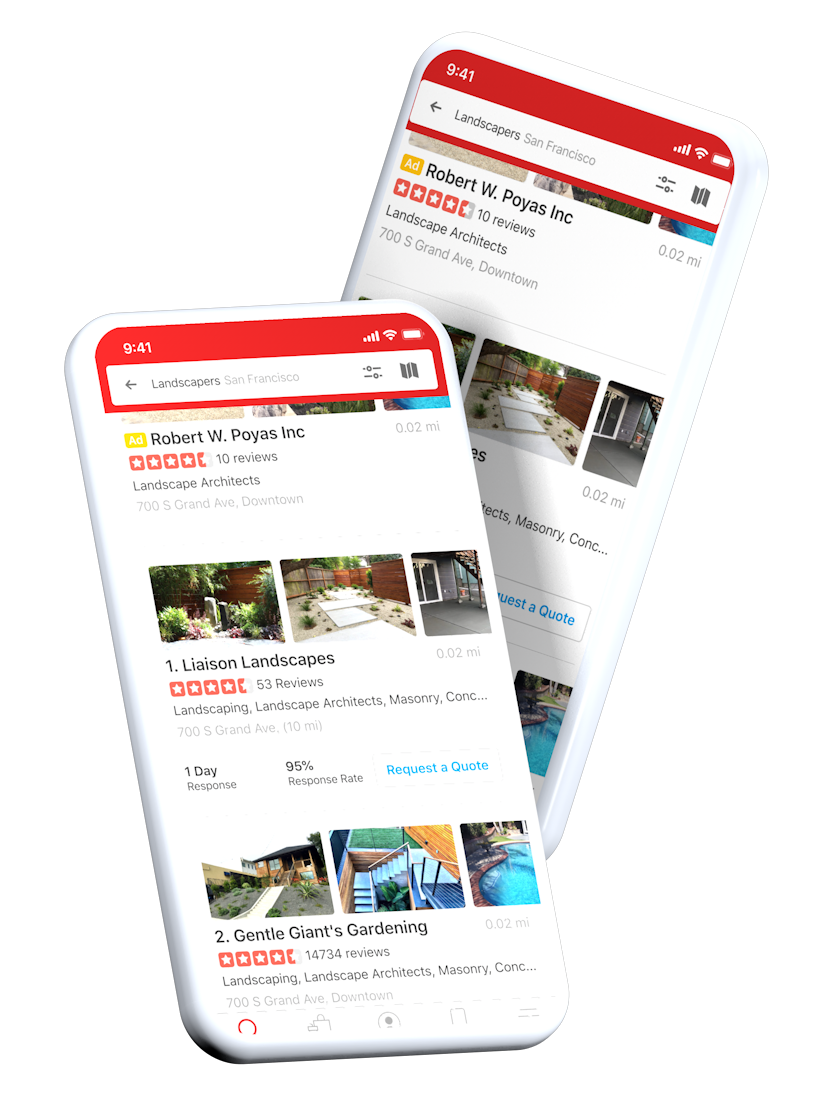 9:41
Landscapers San Francisco
Ad Robert W. Poyas Inc
10 reviews
0.02 mi
Landscape Architects
700 S Grand Ave, Downtown
1. Liaison Landscapes
0.02 mi
53 Reviews
Landscaping, Landscape Architects, Masonry, Conc...
700 S Grand Ave. (10 mi)
1 Day
Response
95%
Response Rate
Request a Quote
2. Gentle Giant's Gardening
0.02 mi
14734 reviews
Landscaping, Landscape Architects, Masonry, Conc...
700 S Grand Ave. Downtown
9:41
Landscapers San Francisco
Ad Robert W. Poyas Inc
10 reviews
0.02 mi
Landscape Architects
700 S Grand Ave, Downtown
es
0.02 mi
tects, Masonry, Conc...
uest a Quote